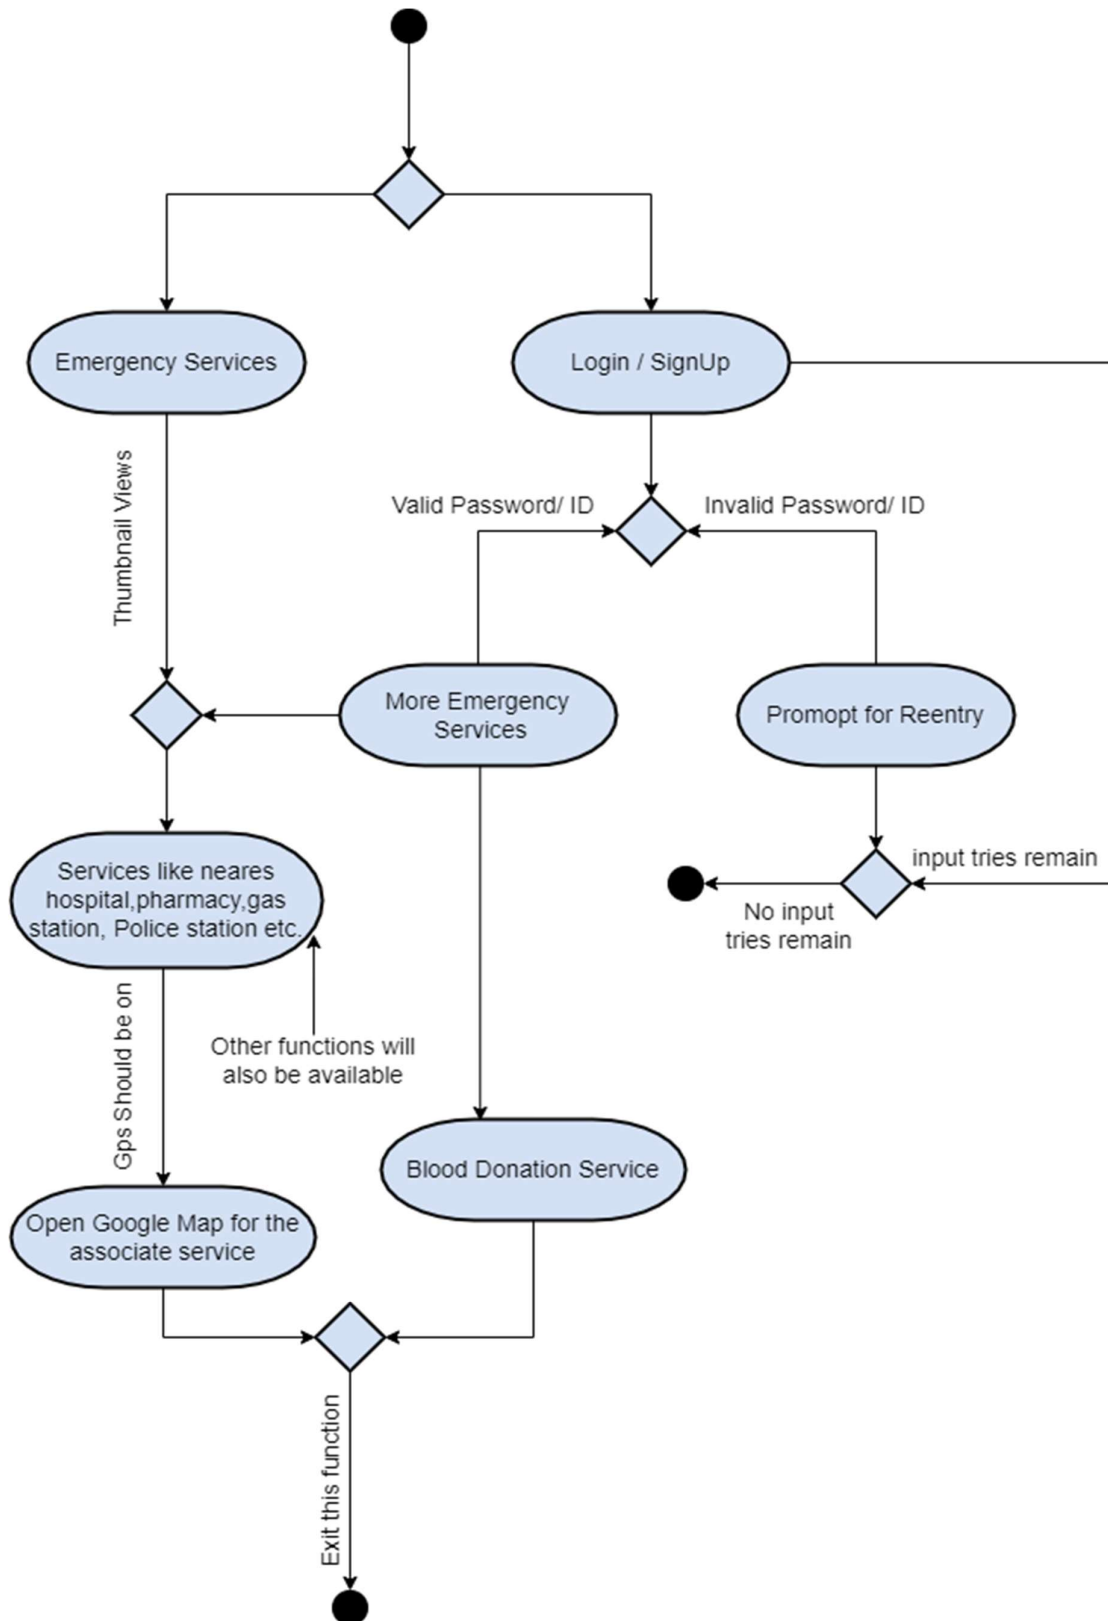 Emergency Services
Login / SignUp
Thumbnail Views
Valid Password/ ID
Invalid Password/ ID
More Emergency
Services
Promopt for Reentry
Services like neares
hospital,pharmacy,gas
station, Police station etc.
input tries remain
No input
tries remain
Gps Should be on
Other functions will
also be available
Blood Donation Service
Open Google Map for the
associate service
Exit this function